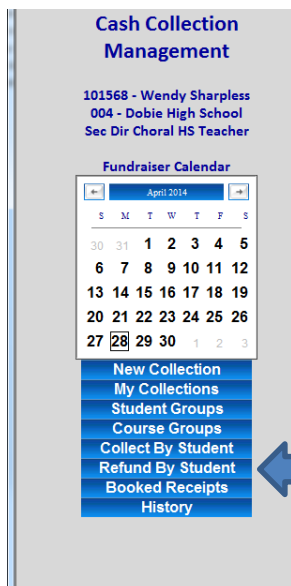 Cash Collection
Management
101568 - Wendy Sharpless
004 - Dobie High School
Sec Dir Choral HS Teacher
Fundraiser Calendar
April 2014
S M T W T F S
30 31 1 2 3 4 5
6 7 8 9 10 11 12
13 14 15 16 17 18 19
20 21 22 23 24 25 26
27 28 29 30 1 2 3
New Collection
My Collections
Student Groups
Course Groups
Collect By Student
Refund By Student
Booked Receipts
History